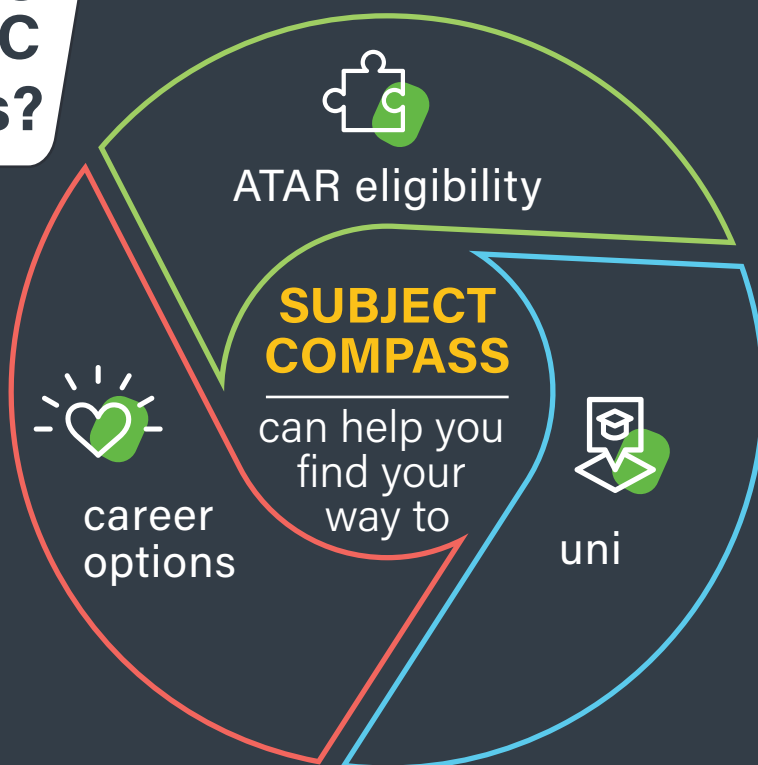 C
s?
ATAR eligibility
SUBJECT
COMPASS
can help you
find your
way to
career
options
uni